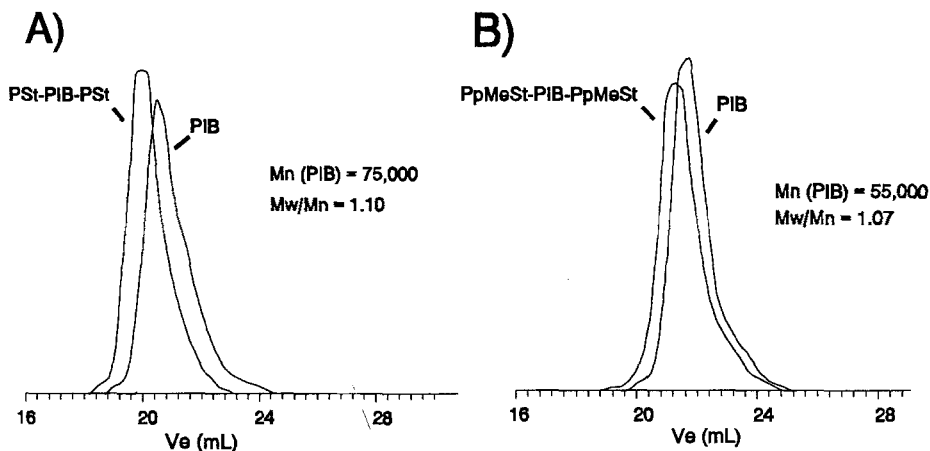 A)
PSt-PIB-PSt
PIB
Mn (PIB) = 75,000
Mw/Mn = 1.10
16
20
24
28
Ve (mL)
B)
PpMeSt-PIB-PpMeSt
PIB
Mn (PIB) = 55,000
Mw/Mn = 1.07
16
20
24
28
Ve (mL)